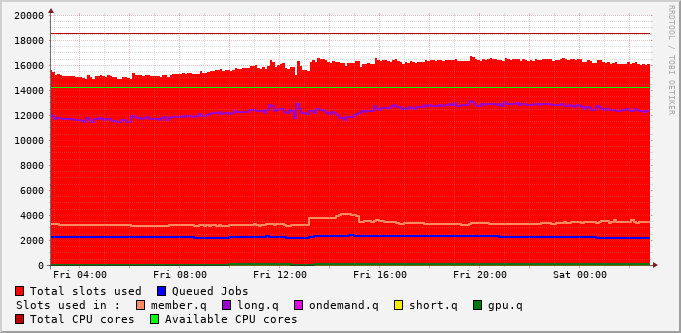 20000
18000
16000
14000
12000
10000
8000
6000
4000
2000
0
Fri 04:00 Fri 08:00 Fri 12:00 Fri 16:00 Fri 20:00 Sat 00:00
RRDTOOL / TOBI OETIKER
Total slots used Queued Jobs
Slots used in : member.q long.q ondemand.q short.q gpu.q
Total CPU cores Available CPU cores